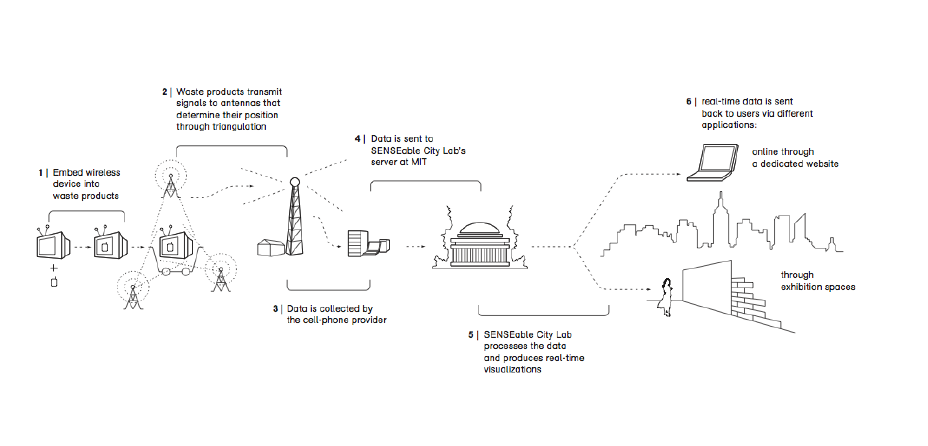 1 | Embed wireless
device into
waste products
+
2 | Waste products transmit
signals to antennas that
determine their position
through triangulation
3 | Data is collected by
the cell-phone provider
4 | Data is sent to
SENSEable City Lab's
server at MIT
5 | SENSEable City Lab
processes the data
and produces real-time
visualizations
6 | real-time data is sent
back to users via different
applications:
online through
a dedicated website
through
exhibition spaces